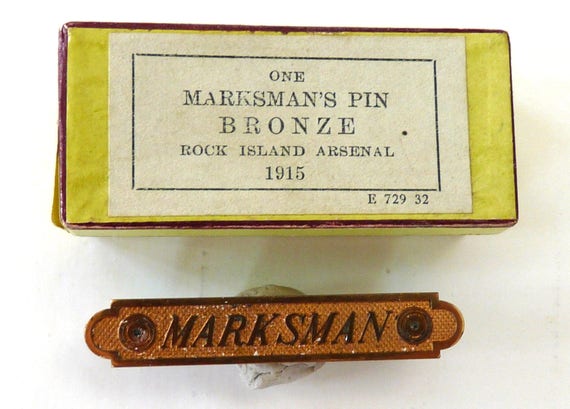 ONE
MARKSMAN'S PIN
BRONZE
ROCK ISLAND ARSENAL
1915
E 729 32
MARKSMAN